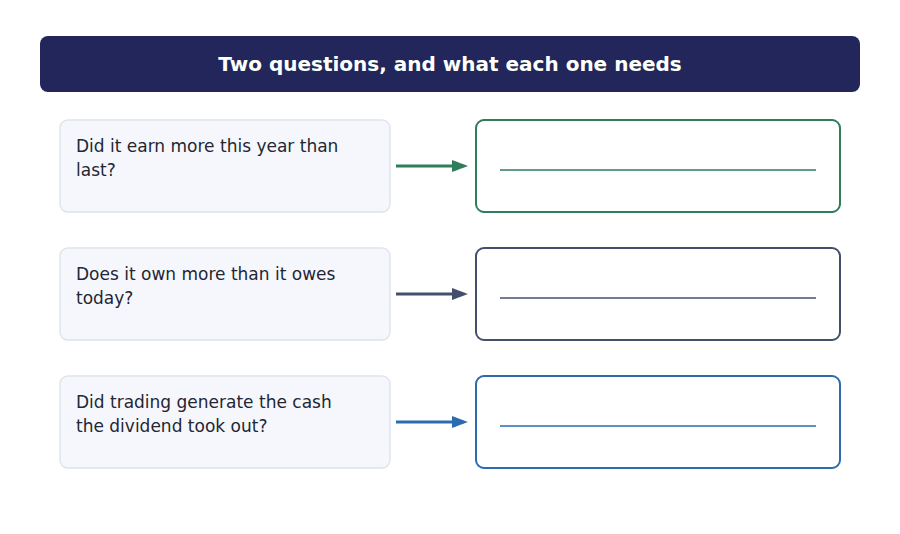 Two questions, and what each one needs
Did it earn more this year than
last?
Does it own more than it owes
today?
Did trading generate the cash
the dividend took out?